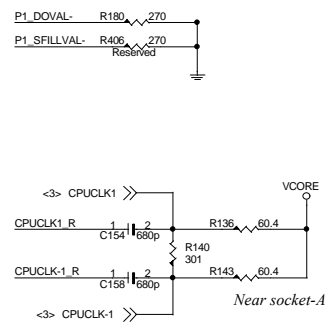 P1_DOVAL- R180 270
P1_SFILLVAL- R406 270
Reserved
VCORE
<3> CPUCLK1
CPUCLK1_R 1 2 R136 60.4
C154 680p
R140
301
CPUCLK-1_R 1 2 R143 60.4
C158 680p
Near socket-A
<3> CPUCLK-1